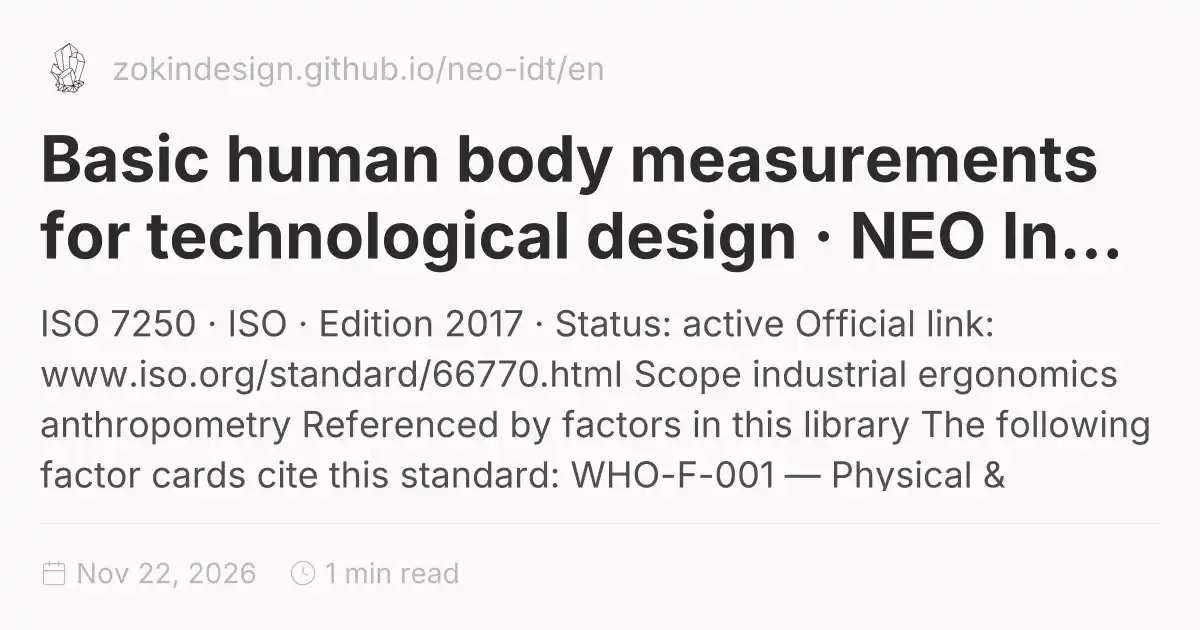 zokindesign.github.io/neo-idt/en
Basic human body measurements
for technological design · NEO In...
ISO 7250 · ISO · Edition 2017 · Status: active Official link:
www.iso.org/standard/66770.html Scope industrial ergonomics
anthropometry Referenced by factors in this library The following
factor cards cite this standard: WHO-F-001 — Physical &
Nov 22, 2026 1 min read